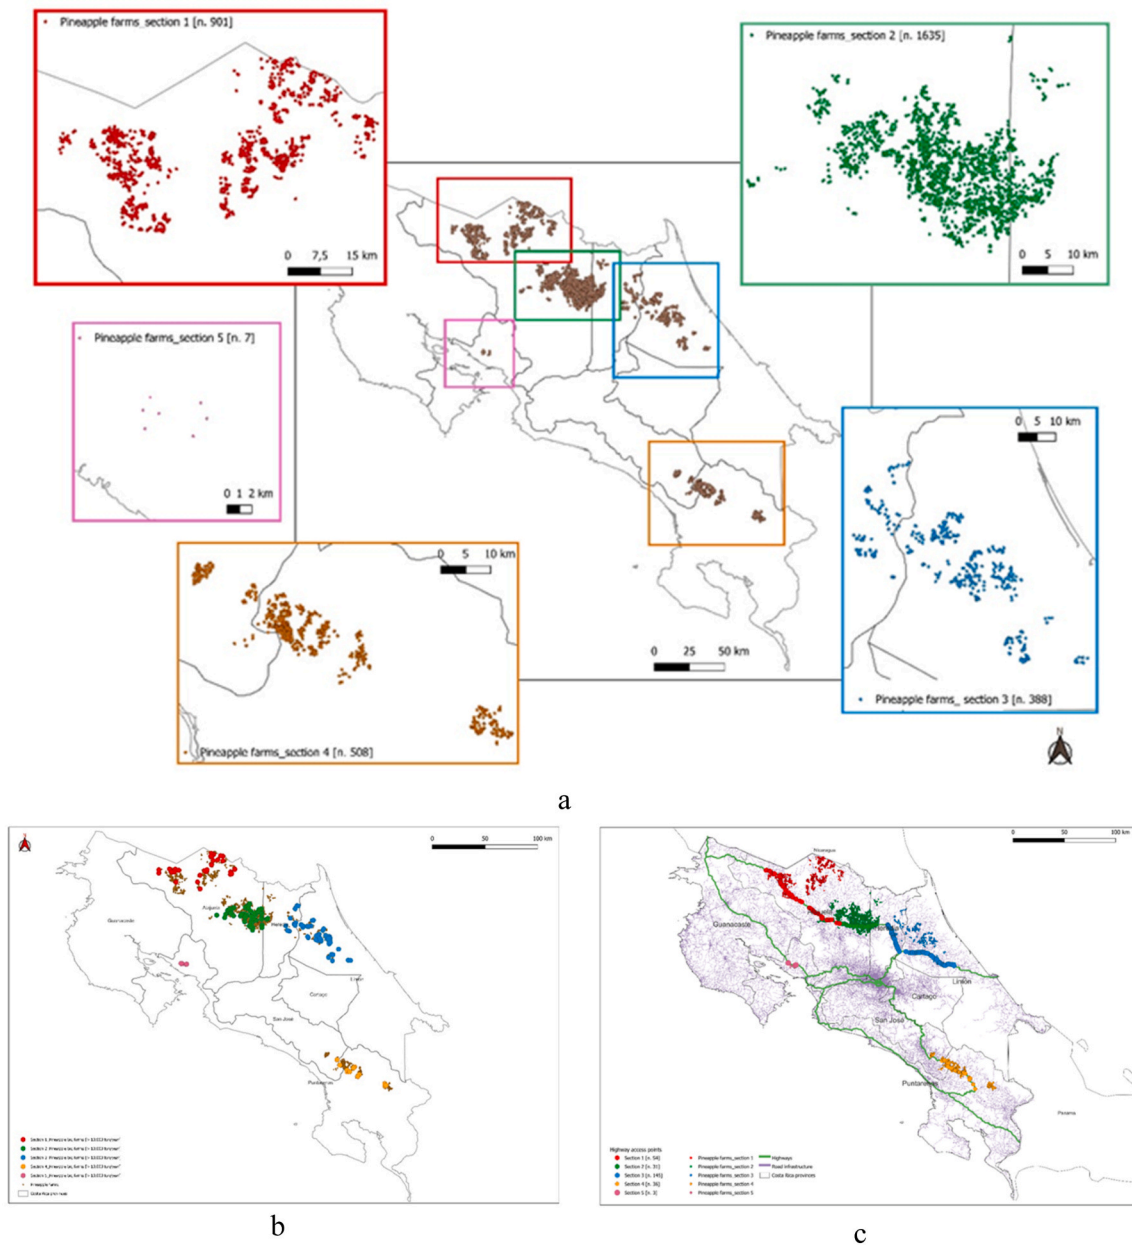 Pineapple farms_section 1 [n. 901]
0 7,5 15 km
Pineapple farms_section 2 [n. 1635]
0 5 10 km
Pineapple farms_section 5 [n. 7]
0 1 2 km
0 5 10 km
Pineapple farms_section 4 [n. 508]
0 25 50 km
0 5 10 km
Pineapple farms_ section 3 [n. 388]
N
a
0 50 100 km
Alajuela
Guanacaste
Limón
Cartago
San José
Puntarenas
b
0 50 100 km
Nicaragua
Guanacaste
Cartago
Limón
San José
Puntarenas
Panama
Highway access points
Section 1 [n. 54]
Section 2 [n. 31]
Section 3 [n. 145]
Section 4 [n. 36]
Section 5 [n. 3]
Pineapple farms_section 1
Pineapple farms_section 2
Pineapple farms_section 3
Pineapple farms_section 4
Pineapple farms_section 5
Highways
Road infrastructure
Costa Rica provinces
c